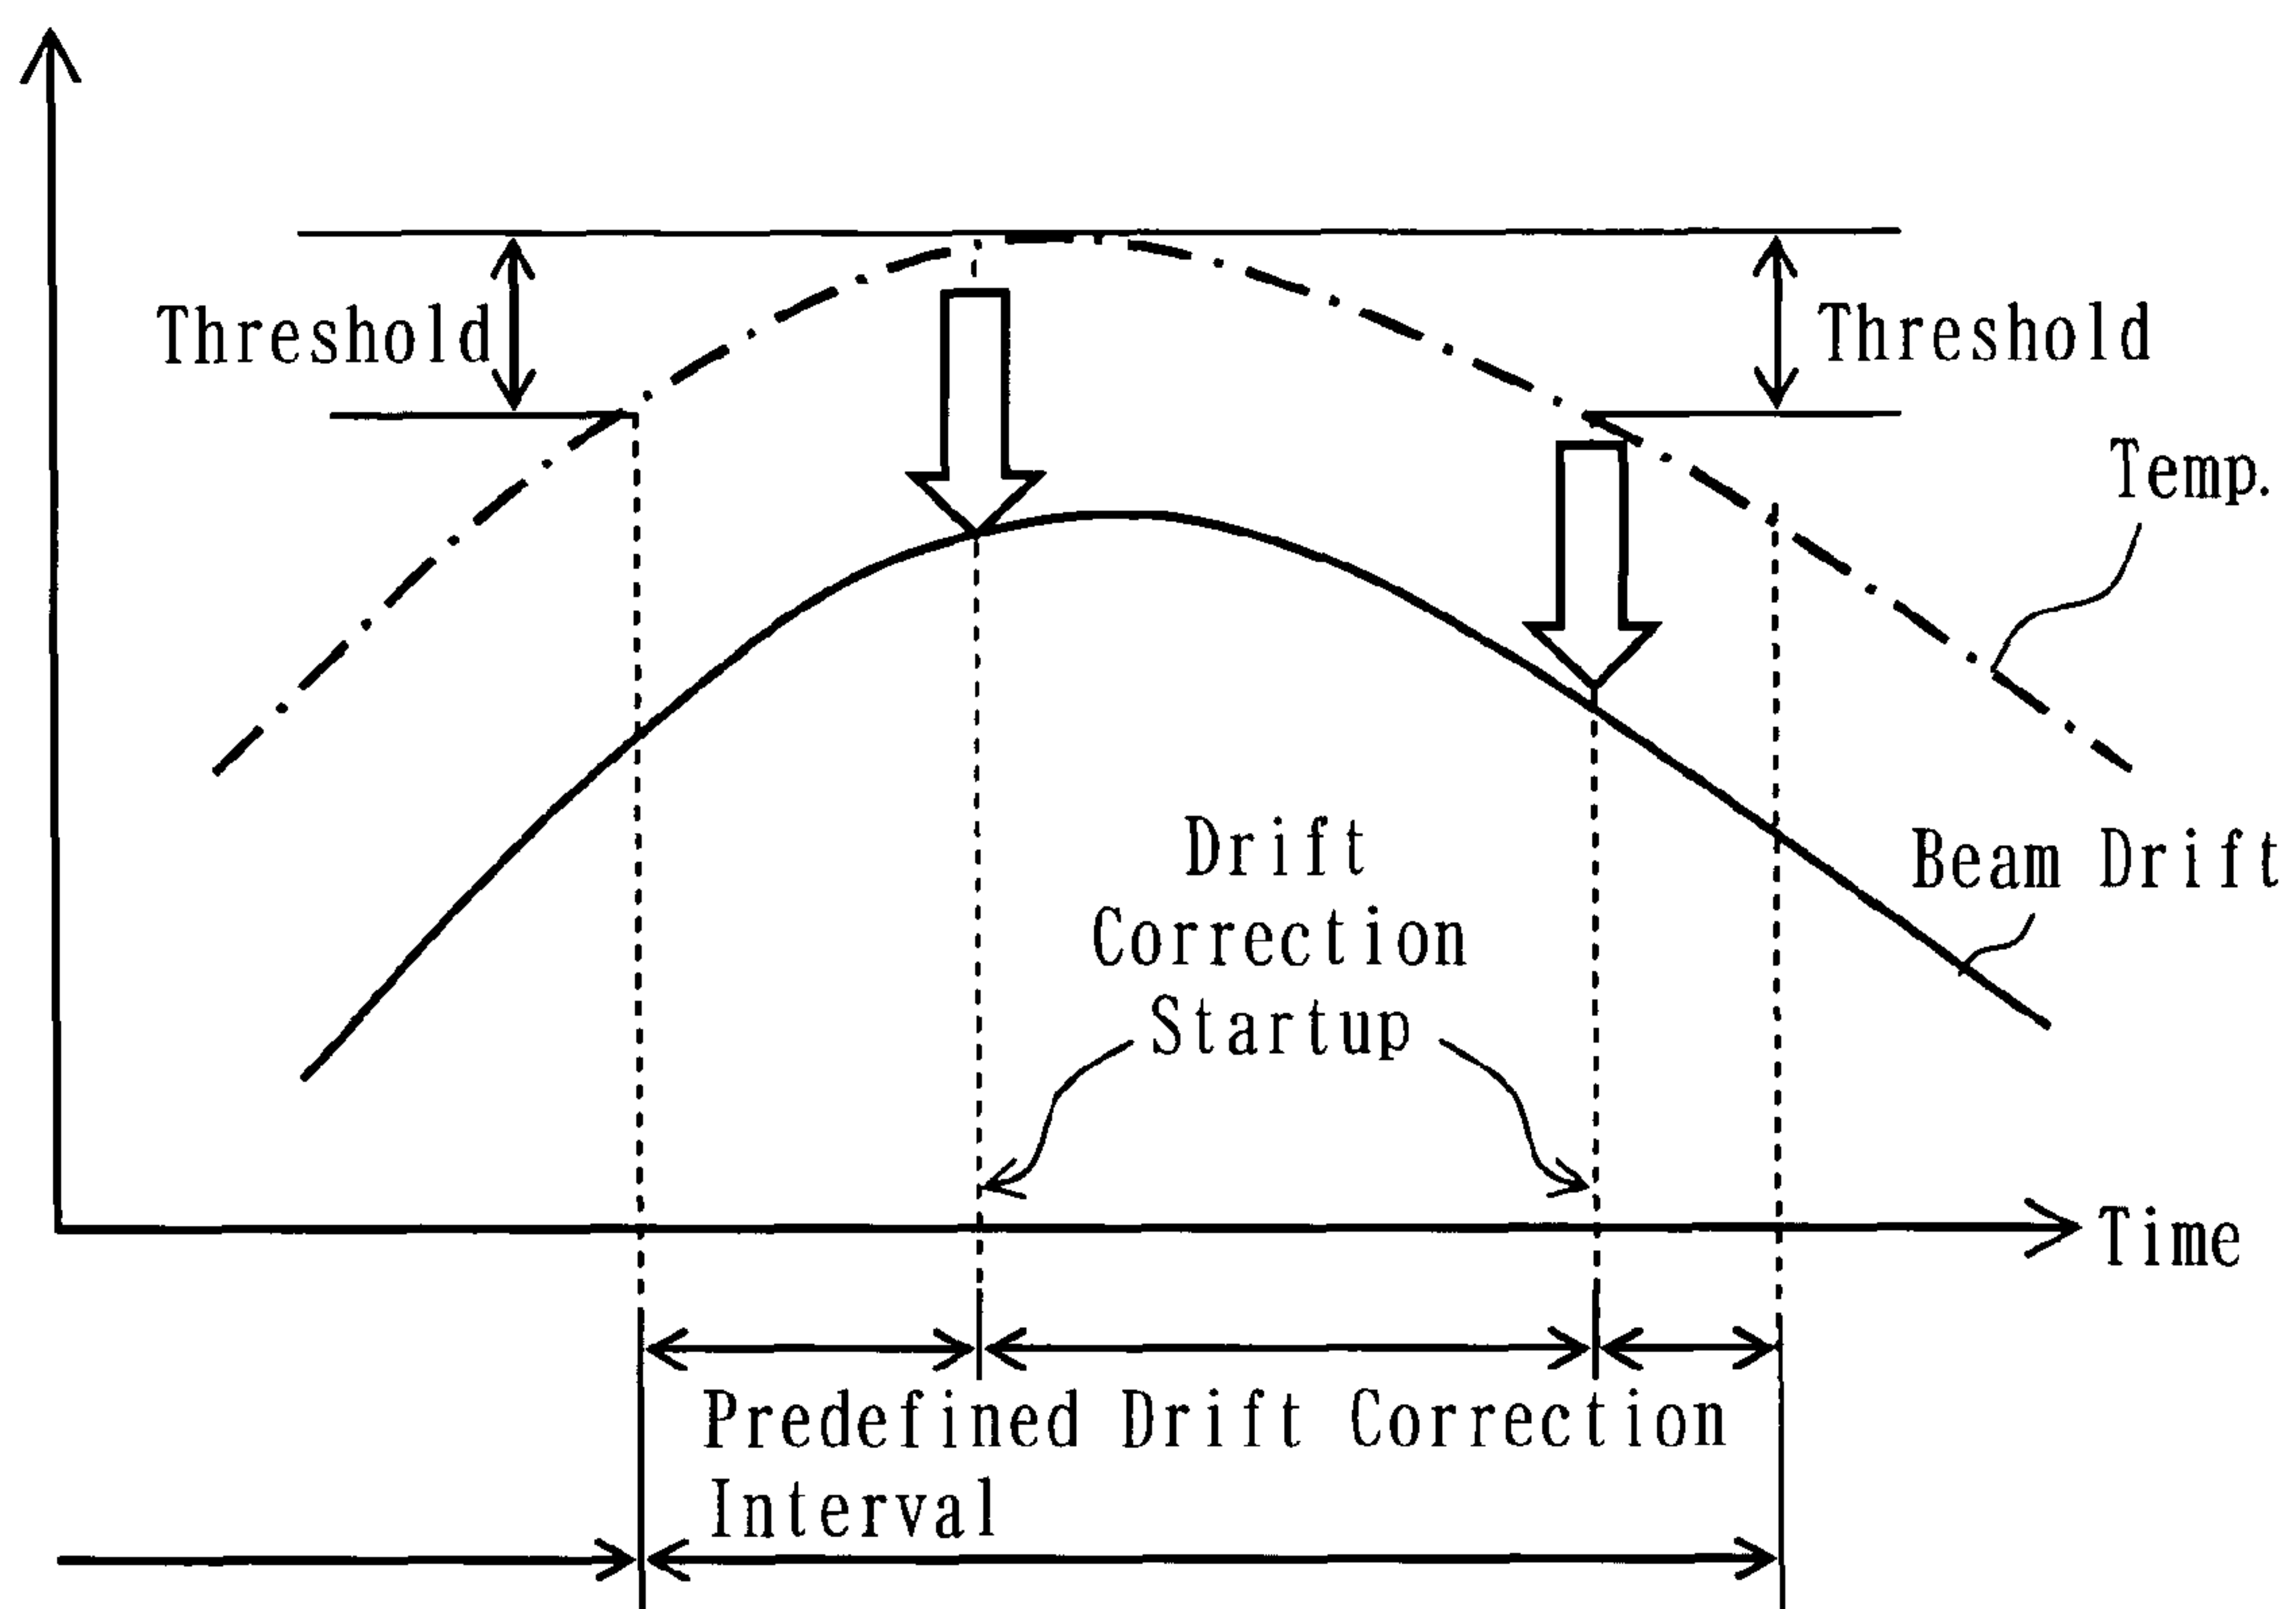 Threshold
Threshold
Temp.
Drift
Correction
Startup
Beam Drift
Time
Predefined Drift Correction
Interval